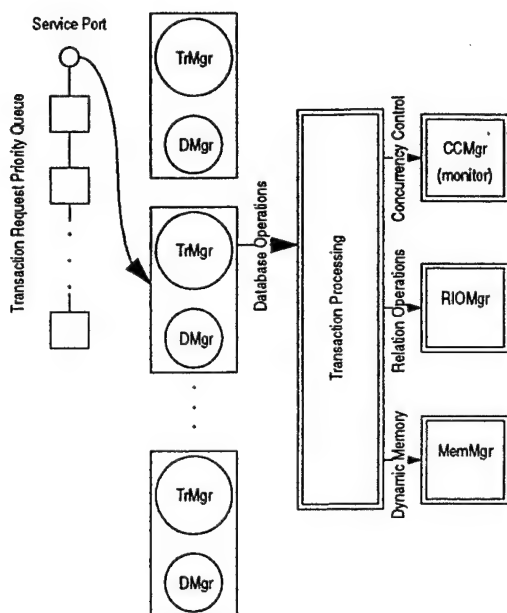 Service Port
Transaction Request Priority Queue
TrMgr
DMgr
TrMgr
DMgr
TrMgr
DMgr
Database Operations
Transaction Processing
Concurrency Control
CCMgr
(monitor)
Relation Operations
RIOMgr
Dynamic Memory
MemMgr